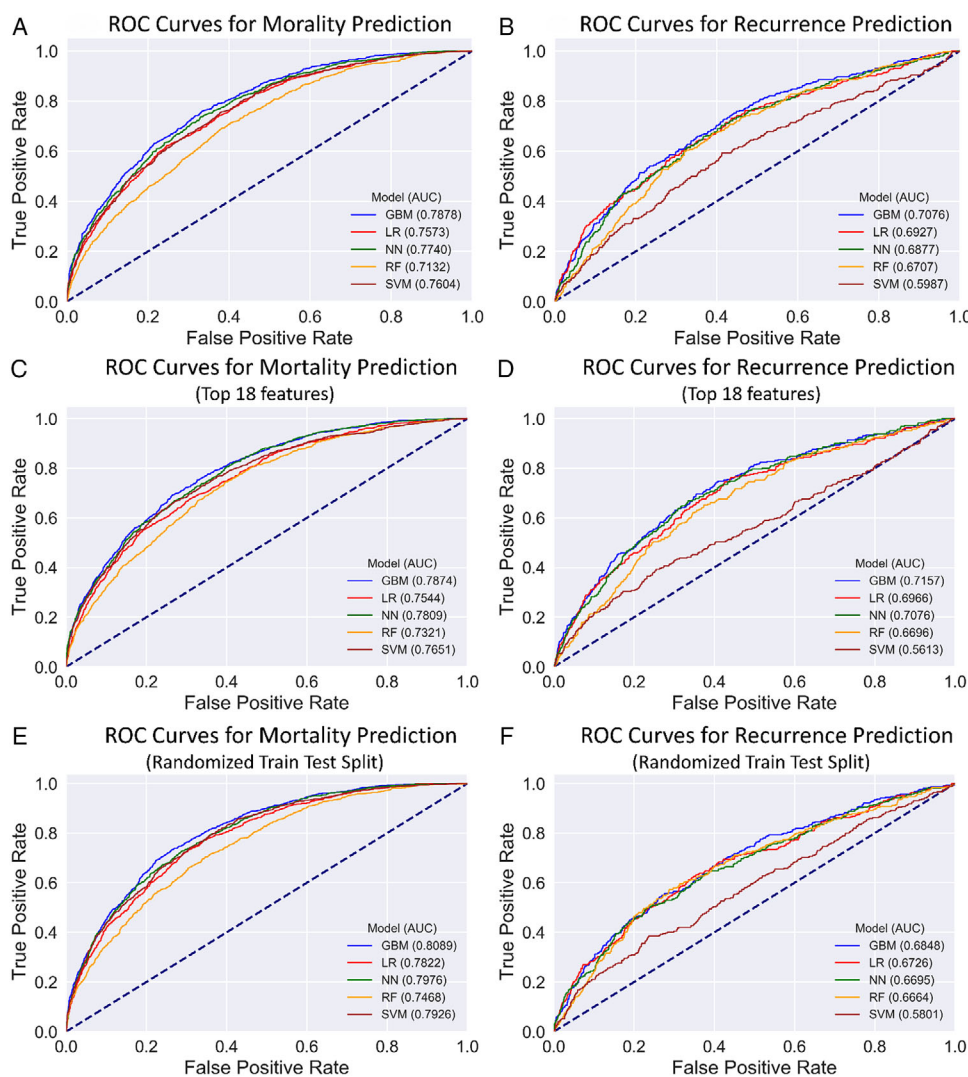 A ROC Curves for Morality Prediction
True Positive Rate
1.0
0.8
0.6
0.4
0.2
0.0
Model (AUC)
GBM (0.7878)
LR (0.7573)
NN (0.7740)
RF (0.7132)
SVM (0.7604)
0.0 0.2 0.4 0.6 0.8 1.0
False Positive Rate
B ROC Curves for Recurrence Prediction
True Positive Rate
1.0
0.8
0.6
0.4
0.2
0.0
Model (AUC)
GBM (0.7076)
LR (0.6927)
NN (0.6877)
RF (0.6707)
SVM (0.5987)
0.0 0.2 0.4 0.6 0.8 1.0
False Positive Rate
C ROC Curves for Mortality Prediction
(Top 18 features)
True Positive Rate
1.0
0.8
0.6
0.4
0.2
0.0
Model (AUC)
GBM (0.7874)
LR (0.7544)
NN (0.7809)
RF (0.7321)
SVM (0.7651)
0.0 0.2 0.4 0.6 0.8 1.0
False Positive Rate
D ROC Curves for Recurrence Prediction
(Top 18 features)
True Positive Rate
1.0
0.8
0.6
0.4
0.2
0.0
Model (AUC)
GBM (0.7157)
LR (0.6966)
NN (0.7076)
RF (0.6696)
SVM (0.5613)
0.0 0.2 0.4 0.6 0.8 1.0
False Positive Rate
E ROC Curves for Mortality Prediction
(Randomized Train Test Split)
True Positive Rate
1.0
0.8
0.6
0.4
0.2
0.0
Model (AUC)
GBM (0.8089)
LR (0.7822)
NN (0.7976)
RF (0.7468)
SVM (0.7926)
0.0 0.2 0.4 0.6 0.8 1.0
False Positive Rate
F ROC Curves for Recurrence Prediction
(Randomized Train Test Split)
True Positive Rate
1.0
0.8
0.6
0.4
0.2
0.0
Model (AUC)
GBM (0.6848)
LR (0.6726)
NN (0.6695)
RF (0.6664)
SVM (0.5801)
0.0 0.2 0.4 0.6 0.8 1.0
False Positive Rate